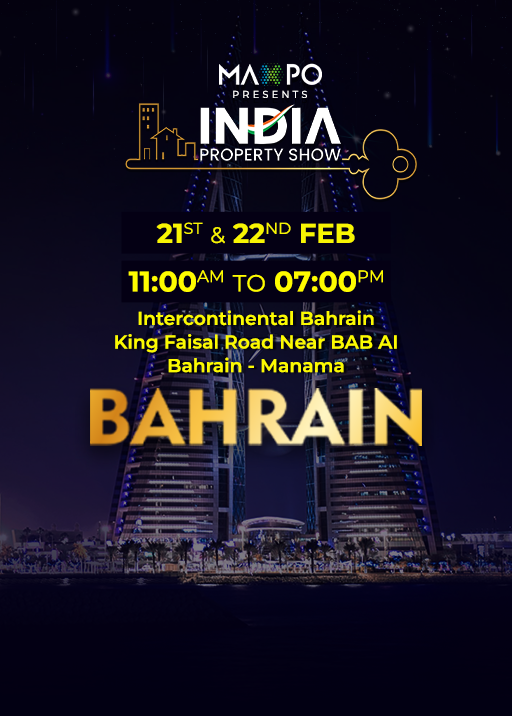 MAXPO
PRESENTS
INDIA
PROPERTY SHOW
21ST & 22ND FEB
11:00AM TO 07:00PM
Intercontinental Bahrain
King Faisal Road Near BAB Al
Bahrain - Manama
BAHRAIN